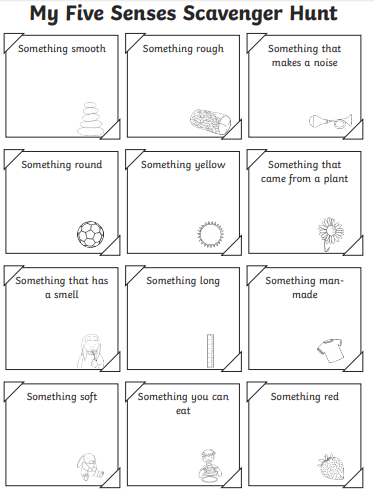 My Five Senses Scavenger Hunt
Something smooth
Something rough
Something that
makes a noise
Something round
Something yellow
Something that
came from a plant
Something that has
a smell
Something long
Something man-
made
Something soft
Something you can
eat
Something red